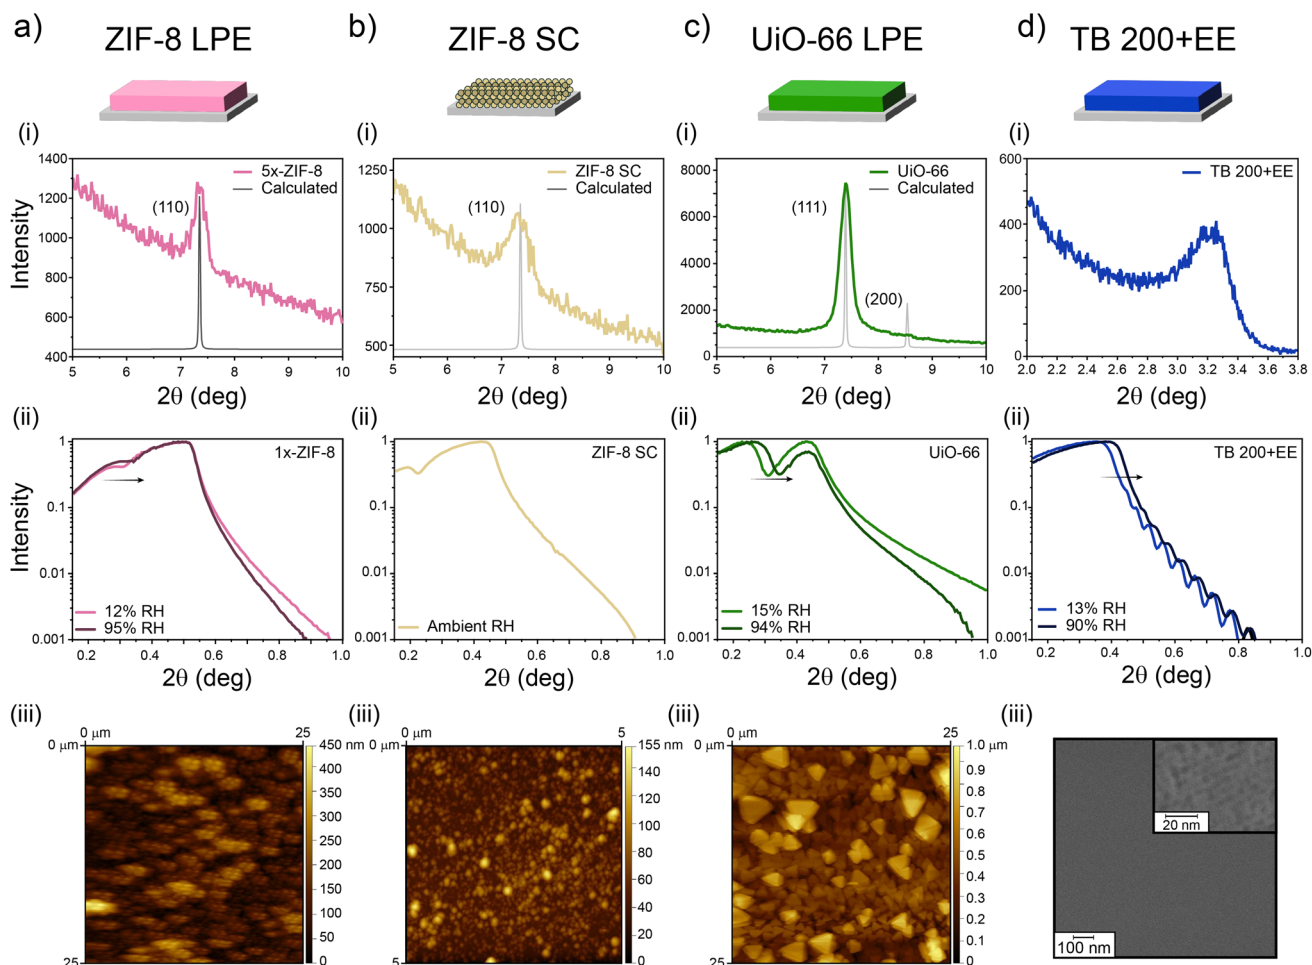 a) ZIF-8 LPE
b) ZIF-8 SC
c) UiO-66 LPE
d) TB 200+EE
(i)
1400
1200
1000
800
600
400
Intensity
5x-ZIF-8
Calculated
(110)
5 6 7 8 9 10
2θ (deg)
(i)
1250
1000
750
500
ZIF-8 SC
Calculated
(110)
5 6 7 8 9 10
2θ (deg)
(i)
8000
6000
4000
2000
0
UiO-66
Calculated
(111)
(200)
5 6 7 8 9 10
2θ (deg)
(i)
600
400
200
0
TB 200+EE
2.0 2.2 2.4 2.6 2.8 3.0 3.2 3.4 3.6 3.8
2θ (deg)
(ii)
1
0.1
0.01
0.001
Intensity
1x-ZIF-8
12% RH
95% RH
0.2 0.4 0.6 0.8 1.0
2θ (deg)
(ii)
1
0.1
0.01
0.001
ZIF-8 SC
Ambient RH
0.2 0.4 0.6 0.8 1.0
2θ (deg)
(ii)
1
0.1
0.01
0.001
UiO-66
15% RH
94% RH
0.2 0.4 0.6 0.8 1.0
2θ (deg)
(ii)
1
0.1
0.01
0.001
TB 200+EE
13% RH
90% RH
0.2 0.4 0.6 0.8 1.0
2θ (deg)
(iii)
0 µm 25
0 µm
25
450 nm
400
350
300
250
200
150
100
50
0
(iii)
0 µm 5
0 µm
5
155 nm
140
120
100
80
60
40
20
0
(iii)
0 µm 25
0 µm
25
1.0 µm
0.9
0.8
0.7
0.6
0.5
0.4
0.3
0.2
0.1
0
(iii)
20 nm
100 nm